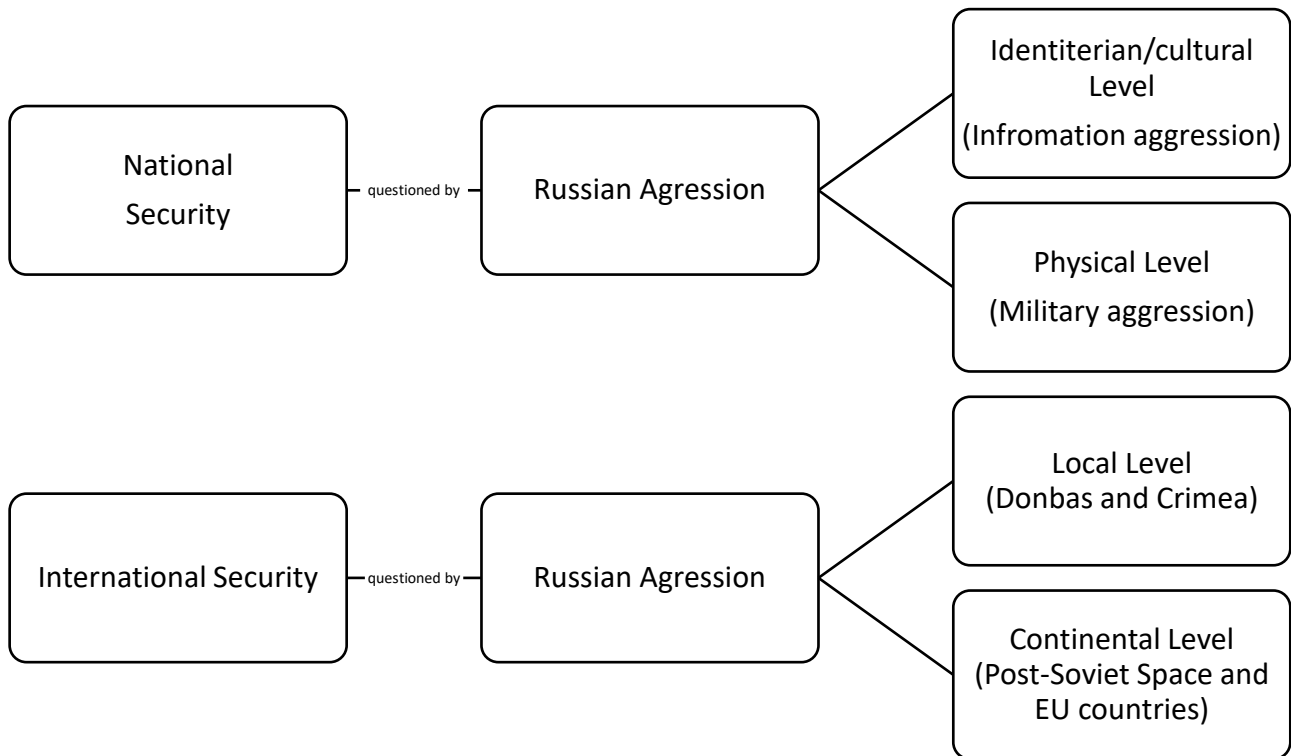 National
Security
questioned by
Russian Agression
Identiterian/cultural
Level
(Infromation aggression)
Physical Level
(Military aggression)
International Security
questioned by
Russian Agression
Local Level
(Donbas and Crimea)
Continental Level
(Post-Soviet Space and
EU countries)